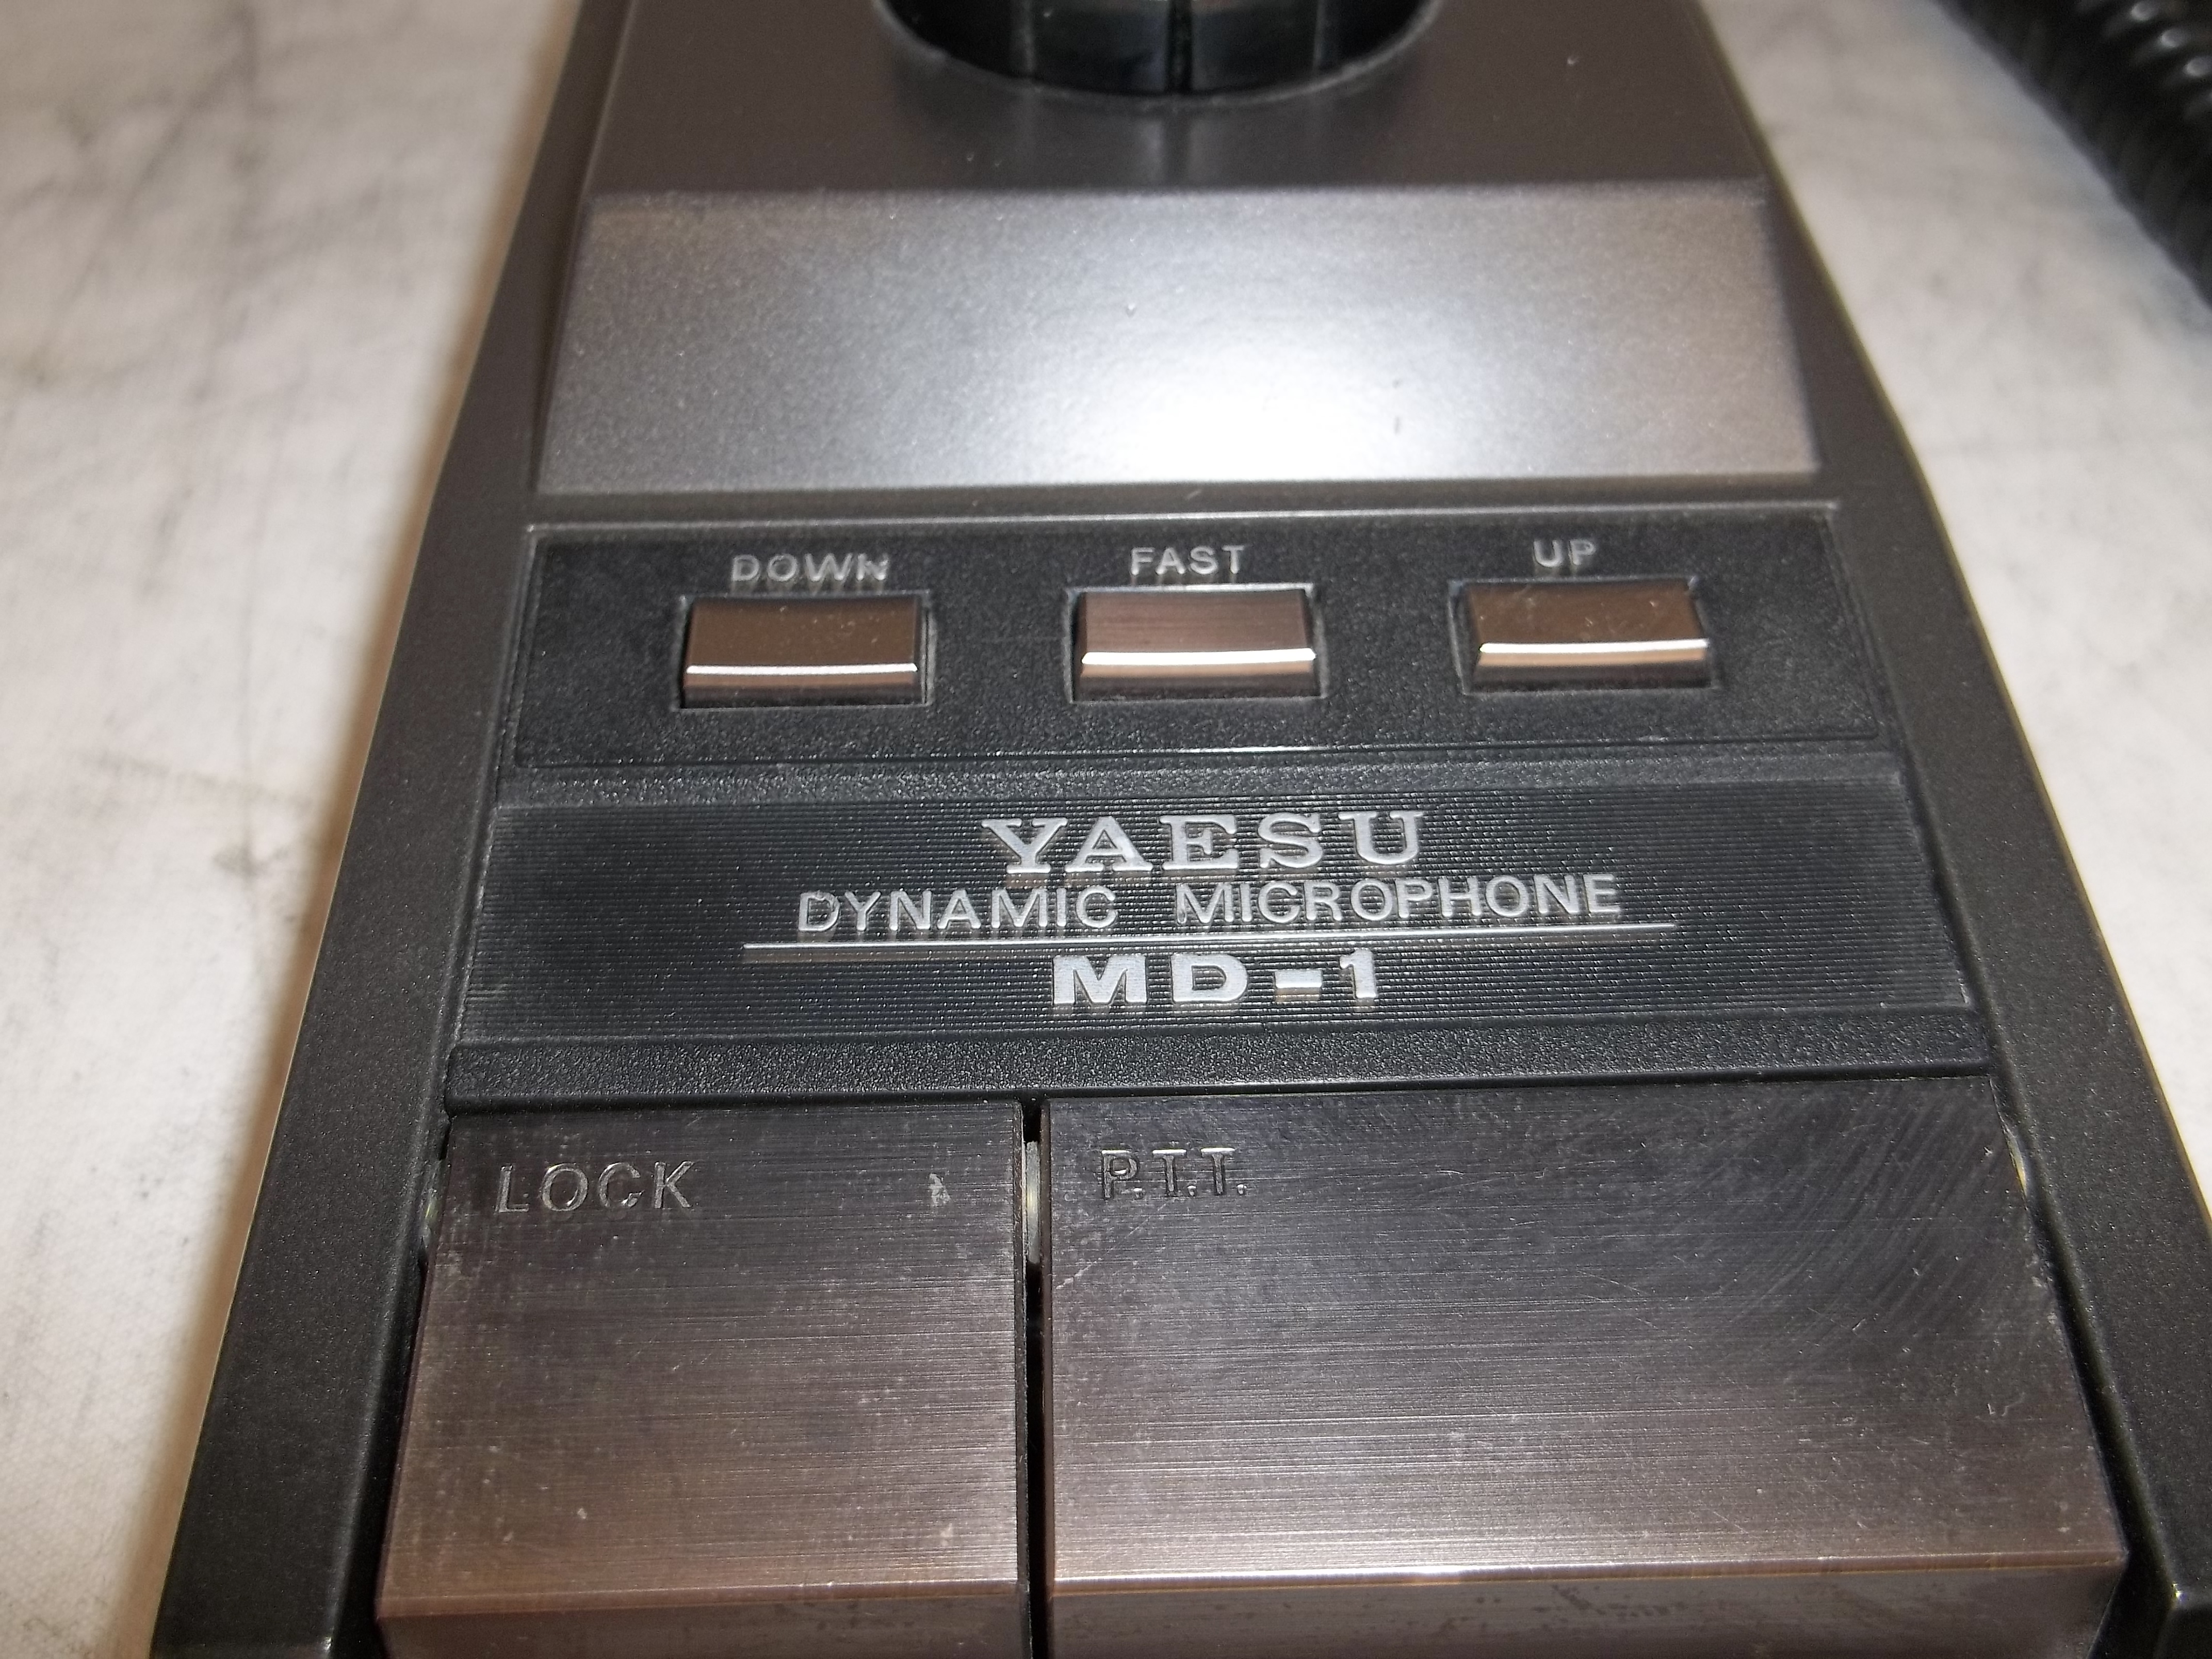 DOWN FAST UP
YAESU
DYNAMIC MICROPHONE
MD-1
LOCK P.T.T.